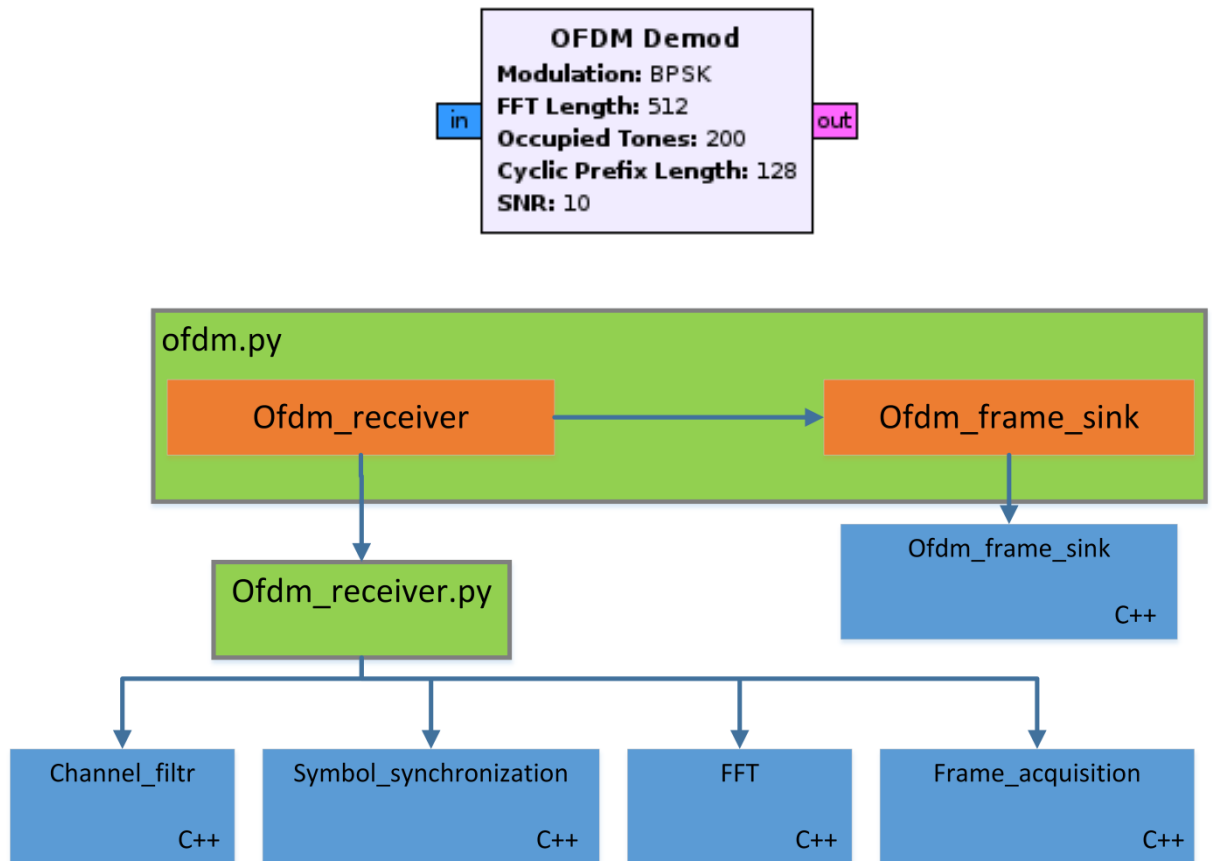 OFDM Demod
Modulation: BPSK
FFT Length: 512
Occupied Tones: 200
Cyclic Prefix Length: 128
SNR: 10
in
out
ofdm.py
Ofdm_receiver
Ofdm_frame_sink
Ofdm_frame_sink
C++
Ofdm_receiver.py
Channel_filtr
C++
Symbol_synchronization
C++
FFT
C++
Frame_acquisition
C++